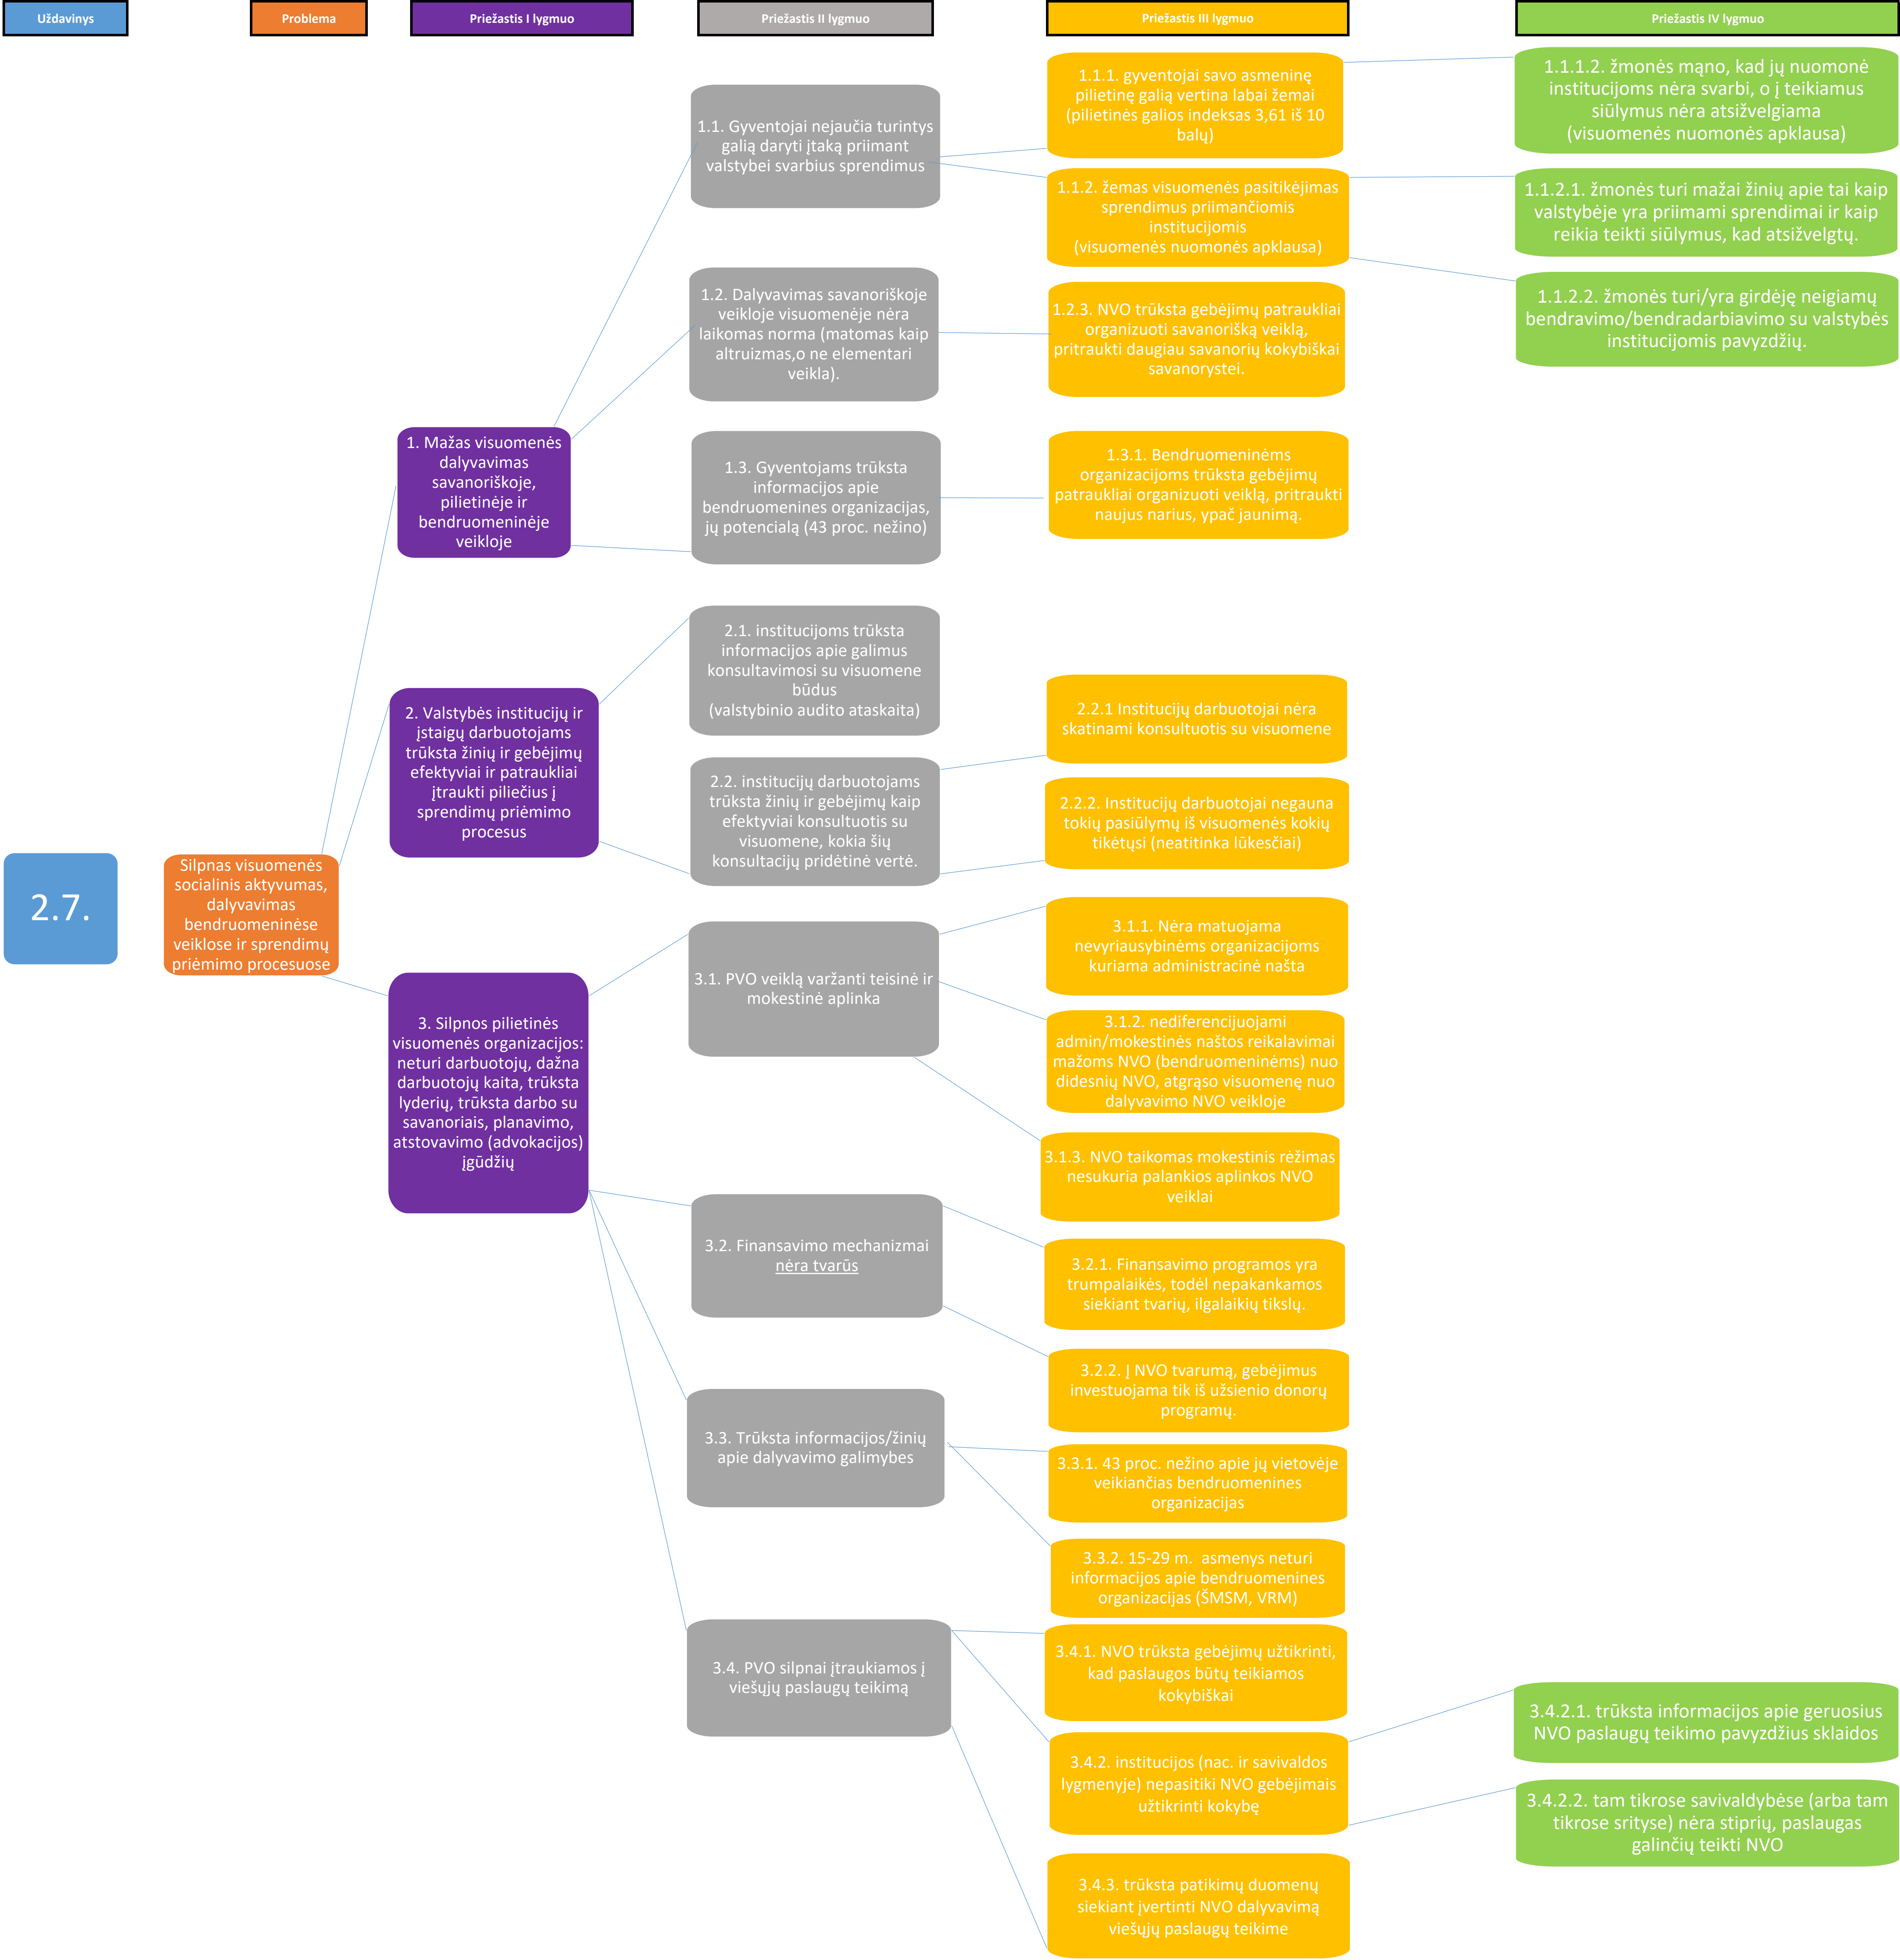 Uždavinys
Problema
Priežastis I lygmuo
Priežastis II lygmuo
Priežastis III lygmuo
Priežastis IV lygmuo
2.7.
Silpnas visuomenės
socialinis aktyvumas,
dalyvavimas
bendruomeninėse
veiklose ir sprendimų
priėmimo procesuose
1. Mažas visuomenės
dalyvavimas
savanoriškoje,
pilietinėje ir
bendruomeninėje
veikloje
1.1. Gyventojai nejaučia turintys
galią daryti įtaką priimant
valstybei svarbius sprendimus
1.1.1. gyventojai savo asmeninę
pilietinę galią vertina labai žemai
(pilietinės galios indeksas 3,61 iš 10
balų)
1.1.1.2. žmonės mąno, kad jų nuomonė
institucijoms nėra svarbi, o į teikiamus
siūlymus nėra atsižvelgiama
(visuomenės nuomonės apklausa)
1.1.2. žemas visuomenės pasitikėjimas
sprendimus priimančiomis
institucijomis
(visuomenės nuomonės apklausa)
1.1.2.1. žmonės turi mažai žinių apie tai kaip
valstybėje yra priimami sprendimai ir kaip
reikia teikti siūlymus, kad atsižvelgtų.
1.1.2.2. žmonės turi/yra girdėję neigiamų
bendravimo/bendradarbiavimo su valstybės
institucijomis pavyzdžių.
1.2. Dalyvavimas savanoriškoje
veikloje visuomenėje nėra
laikomas norma (matomas kaip
altruizmas,o ne elementari
veikla).
1.2.3. NVO trūksta gebėjimų patraukliai
organizuoti savanorišką veiklą,
pritraukti daugiau savanorių kokybiškai
savanorystei.
1.3. Gyventojams trūksta
informacijos apie
bendruomenines organizacijas,
jų potencialą (43 proc. nežino)
1.3.1. Bendruomeninėms
organizacijoms trūksta gebėjimų
patraukliai organizuoti veiklą, pritraukti
naujus narius, ypač jaunimą.
2. Valstybės institucijų ir
įstaigų darbuotojams
trūksta žinių ir gebėjimų
efektyviai ir patraukliai
įtraukti piliečius į
sprendimų priėmimo
procesus
2.1. institucijoms trūksta
informacijos apie galimus
konsultavimosi su visuomene
būdus
(valstybinio audito ataskaita)
2.2. institucijų darbuotojams
trūksta žinių ir gebėjimų kaip
efektyviai konsultuotis su
visuomene, kokia šių
konsultacijų pridėtinė vertė.
2.2.1 Institucijų darbuotojai nėra
skatinami konsultuotis su visuomene
2.2.2. Institucijų darbuotojai negauna
tokių pasiūlymų iš visuomenės kokių
tikėtųsi (neatitinka lūkesčiai)
3. Silpnos pilietinės
visuomenės organizacijos:
neturi darbuotojų, dažna
darbuotojų kaita, trūksta
lyderių, trūksta darbo su
savanoriais, planavimo,
atstovavimo (advokacijos)
įgūdžių
3.1. PVO veiklą varžanti teisinė ir
mokestinė aplinka
3.1.1. Nėra matuojama
nevyriausybinėms organizacijoms
kuriama administracinė našta
3.1.2. nediferencijuojami
admin/mokestinės naštos reikalavimai
mažoms NVO (bendruomeninėms) nuo
didesnių NVO, atgrąso visuomenę nuo
dalyvavimo NVO veikloje
3.1.3. NVO taikomas mokestinis rėžimas
nesukuria palankios aplinkos NVO
veiklai
3.2. Finansavimo mechanizmai
nėra tvarūs
3.2.1. Finansavimo programos yra
trumpalaikės, todėl nepakankamos
siekiant tvarių, ilgalaikių tikslų.
3.2.2. Į NVO tvarumą, gebėjimus
investuojama tik iš užsienio donorų
programų.
3.3. Trūksta informacijos/žinių
apie dalyvavimo galimybes
3.3.1. 43 proc. nežino apie jų vietovėje
veikiančias bendruomenines
organizacijas
3.3.2. 15-29 m. asmenys neturi
informacijos apie bendruomenines
organizacijas (ŠMSM, VRM)
3.4. PVO silpnai įtraukiamos į
viešųjų paslaugų teikimą
3.4.1. NVO trūksta gebėjimų užtikrinti,
kad paslaugos būtų teikiamos
kokybiškai
3.4.2. institucijos (nac. ir savivaldos
lygmenyje) nepasitiki NVO gebėjimais
užtikrinti kokybę
3.4.2.1. trūksta informacijos apie geruosius
NVO paslaugų teikimo pavyzdžius sklaidos
3.4.2.2. tam tikrose savivaldybėse (arba tam
tikrose srityse) nėra stiprių, paslaugas
galinčių teikti NVO
3.4.3. trūksta patikimų duomenų
siekiant įvertinti NVO dalyvavimą
viešųjų paslaugų teikime